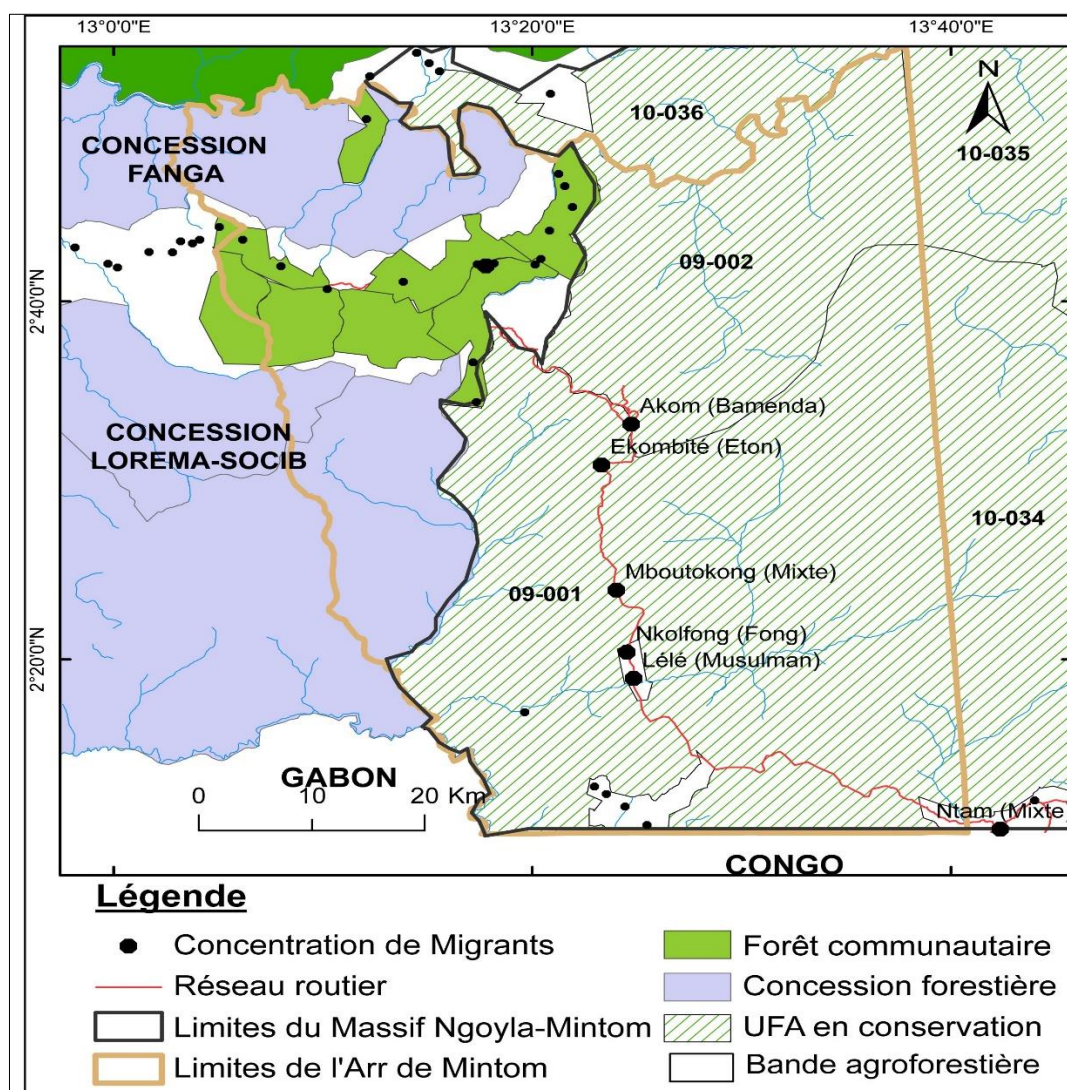 13°0'0"E 13°20'0"E 13°40'0"E
N
10-036
10-035
CONCESSION
FANGA
09-002
2°40'0"N
Akom (Bamenda)
CONCESSION
LOREMA-SOCIB
Ekombité (Eton)
10-034
Mboutokong (Mixte)
09-001
Nkolfong (Fong)
2°20'0"N
Lélé (Musulman)
GABON
0 10 20 Km
Ntam (Mixte
CONGO
Légende
Concentration de Migrants
Réseau routier
Limites du Massif Ngoyla-Mintom
Limites de l'Arr de Mintom
Forêt communautaire
Concession forestière
UFA en conservation
Bande agroforestière